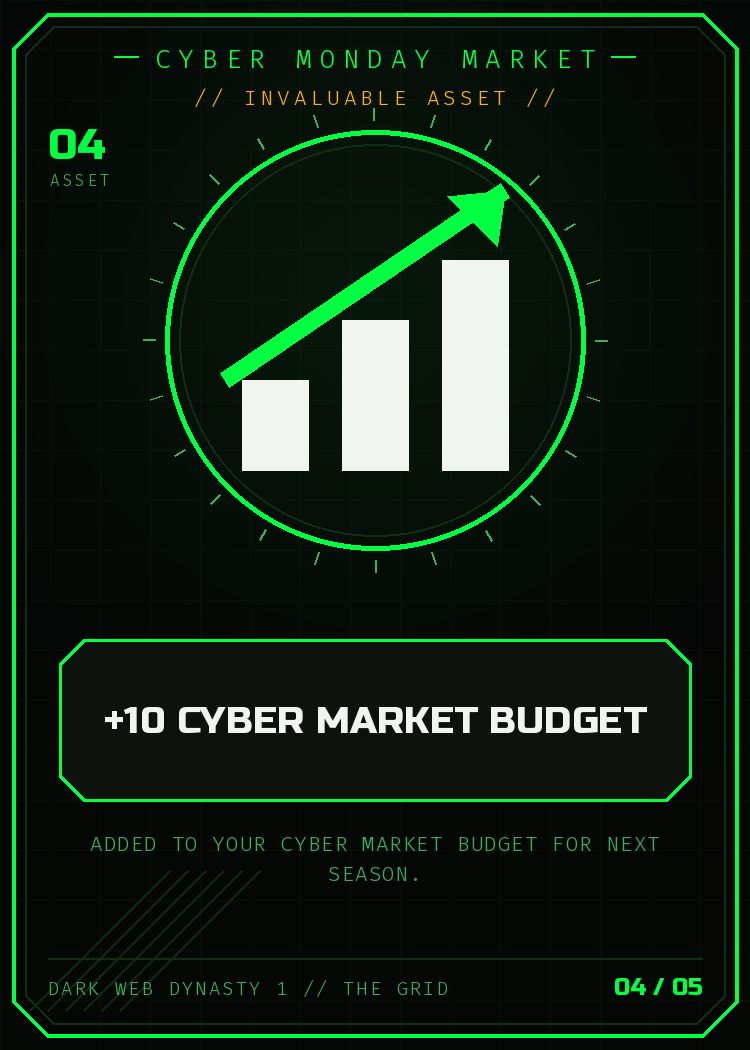 CYBER MONDAY MARKET
// INVALUABLE ASSET //
04
ASSET
+10 CYBER MARKET BUDGET
ADDED TO YOUR CYBER MARKET BUDGET FOR NEXT
SEASON.
DARK WEB DYNASTY 1 // THE GRID
04 / 05